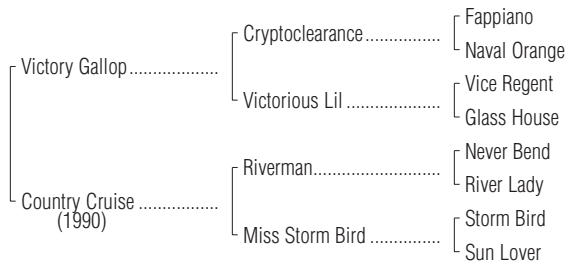 Fappiano
Cryptoclearance................
Naval Orange
Victory Gallop...................
Vice Regent
Victorious Lil ....................
Glass House
Never Bend
Riverman...........................
River Lady
Country Cruise .................
(1990)
Storm Bird
Miss Storm Bird ...............
Sun Lover